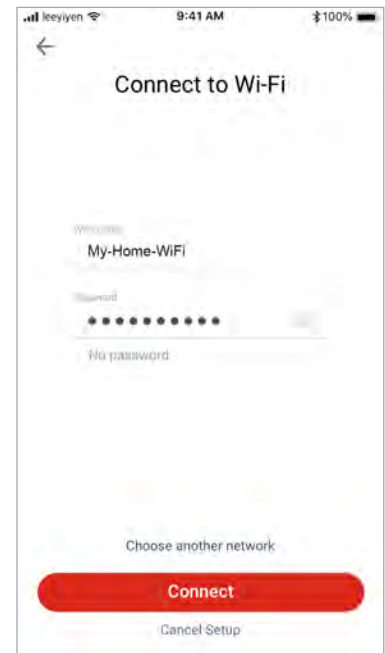 leeyiyen 9:41 AM 100%
Connect to Wi-Fi
My-Home-WiFi
Password
No password
Choose another network
Connect
Cancel Setup